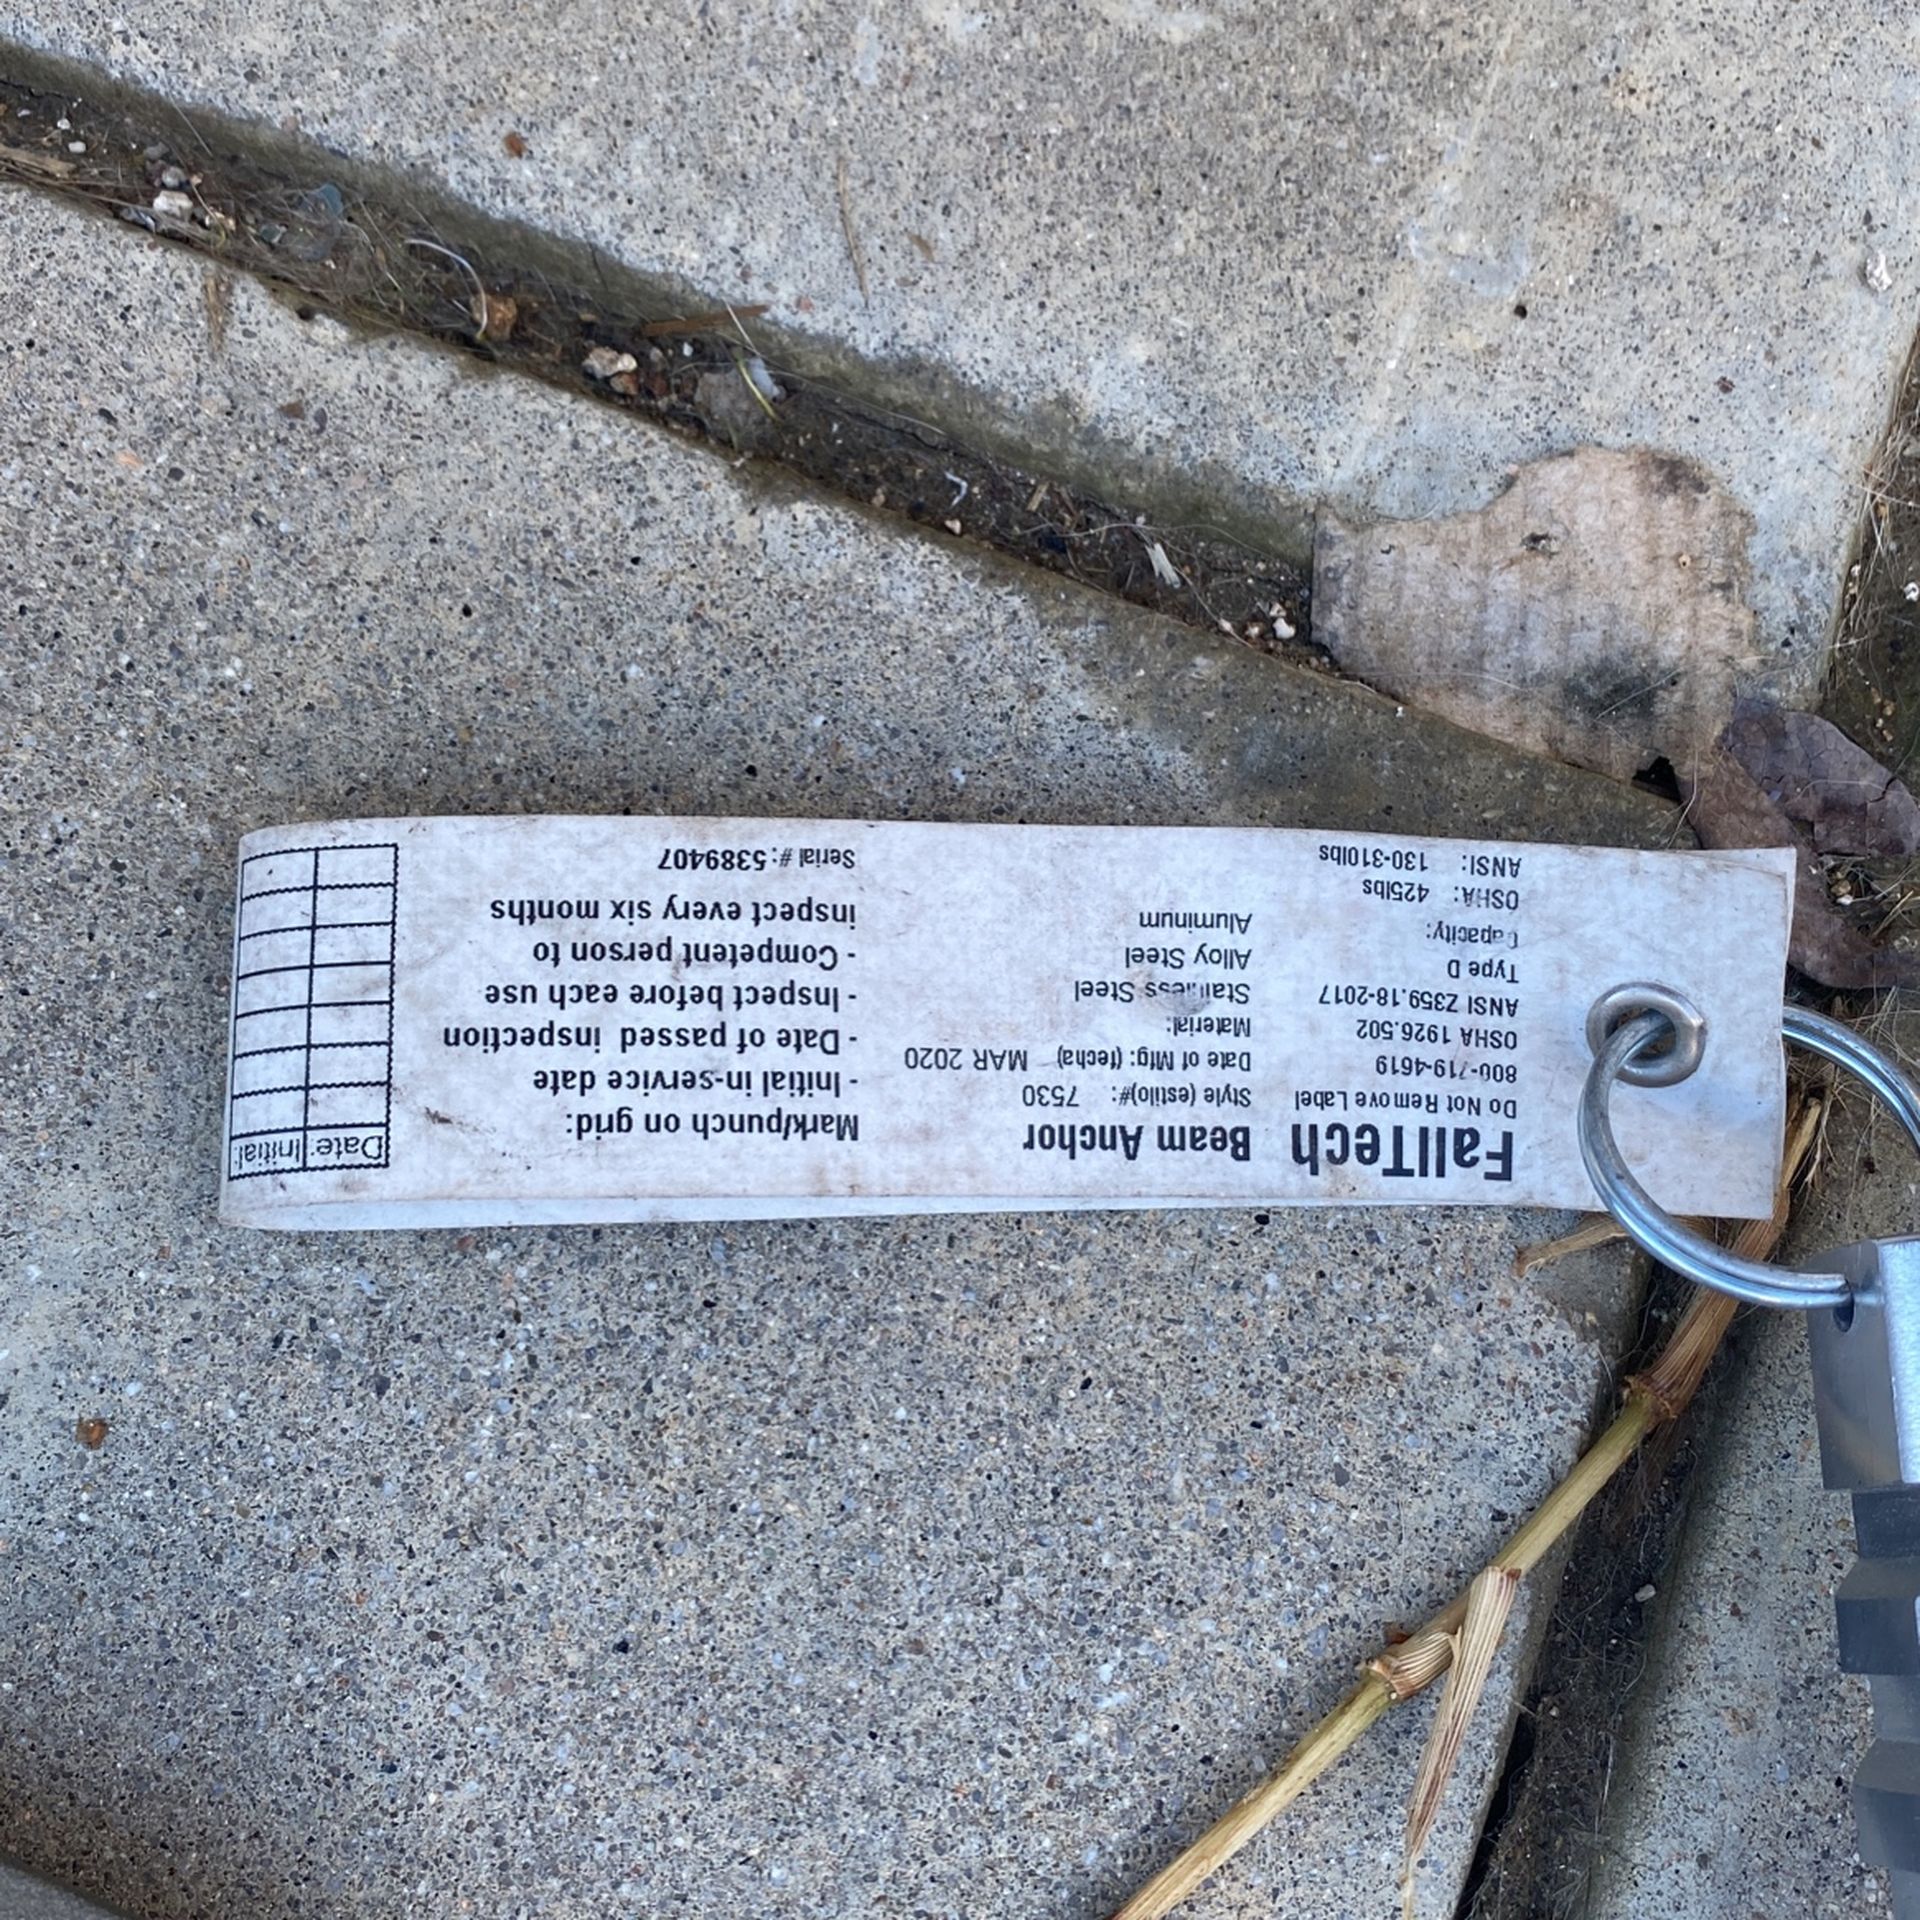 FallTech
Do Not Remove Label
800-719-4619
OSHA 1926.502
ANSI Z359.18-2017
Type D
Capacity:
OSHA: 425lbs
ANSI: 130-310lbs
Beam Anchor
Style (estilo)#: 7530
Date of Mfg: (fecha) MAR 2020
Material:
Stainless Steel
Alloy Steel
Aluminum
Mark/punch on grid:
- Initial in-service date
- Date of passed inspection
- Inspect before each use
- Competent person to
inspect every six months
Serial #: 5389407
Date: Initial: